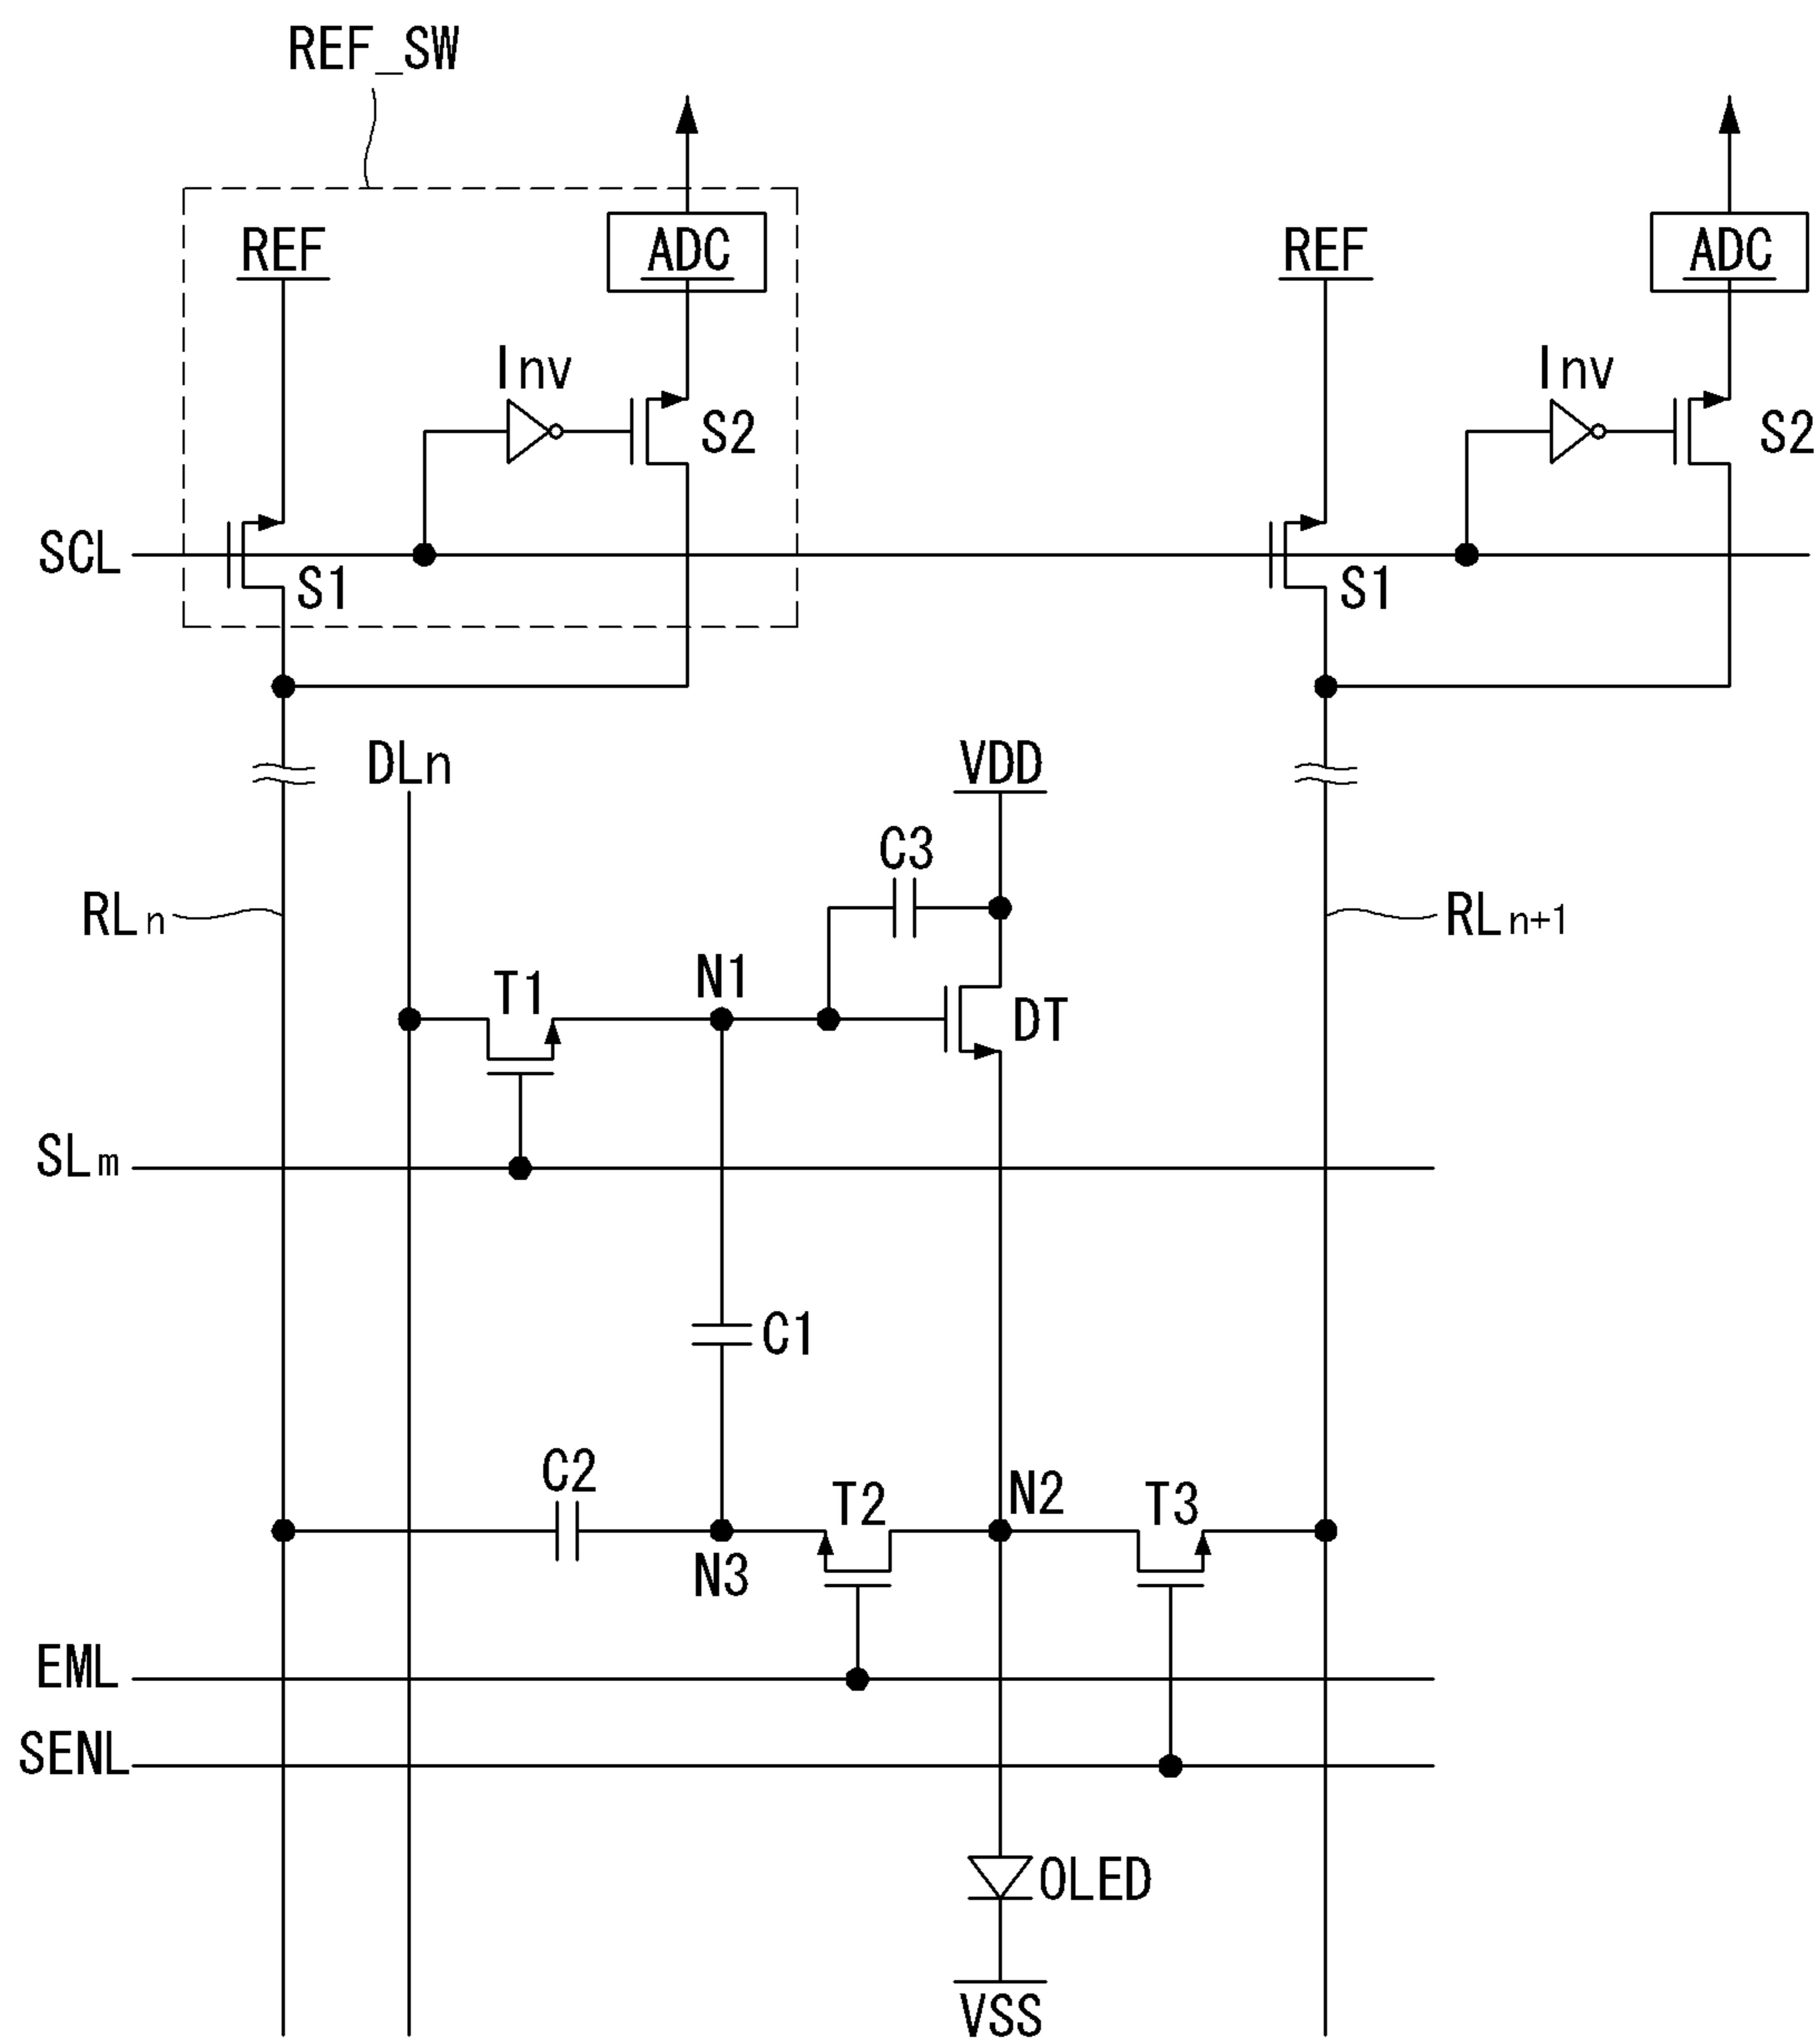 REF_SW
REF ADC REF ADC
Inv Inv
S2 S2
SCL
S1 S1
DLn VDD
C3
RLn RLn+1
T1 N1
DT
SLm
C1
C2 T2 N2 T3
N3
EML
SENL
OLED
VSS